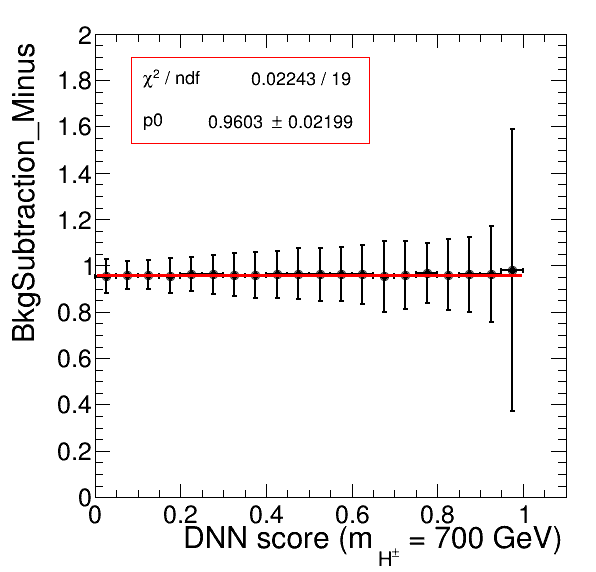 BkgSubtraction_Minus
2
1.8
1.6
1.4
1.2
1
0.8
0.6
0.4
0.2
0
χ² / ndf 0.02243 / 19
p0 0.9603 ± 0.02199
0 0.2 0.4 0.6 0.8 1
DNN score (m H± = 700 GeV)